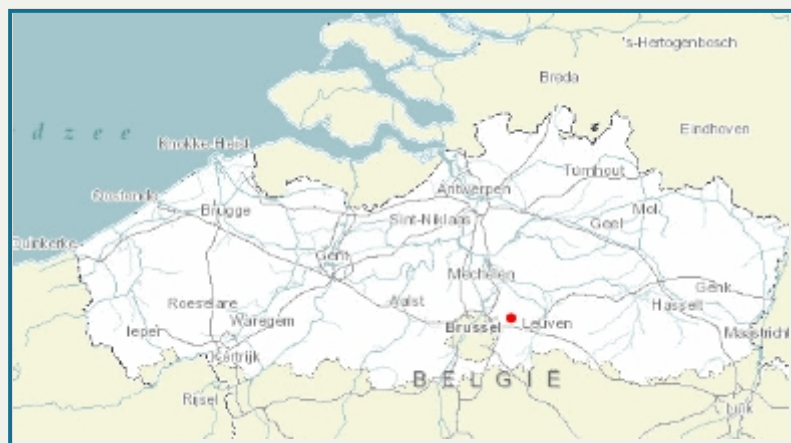 's-Hertogenbosch
Breda
Eindhoven
d z e e
Knokke-Heist
Turnhout
Oostende
Antwerpen
Mol
Brugge
Sint-Niklaas
Geel
Duinkerke
Gent
Mechelen
Genk
Roeselare
Aalst
Hasselt
Waregem
Ieper
Brussel
Leuven
Maastricht
Kortrijk
BELGIË
Rijsel
Luik